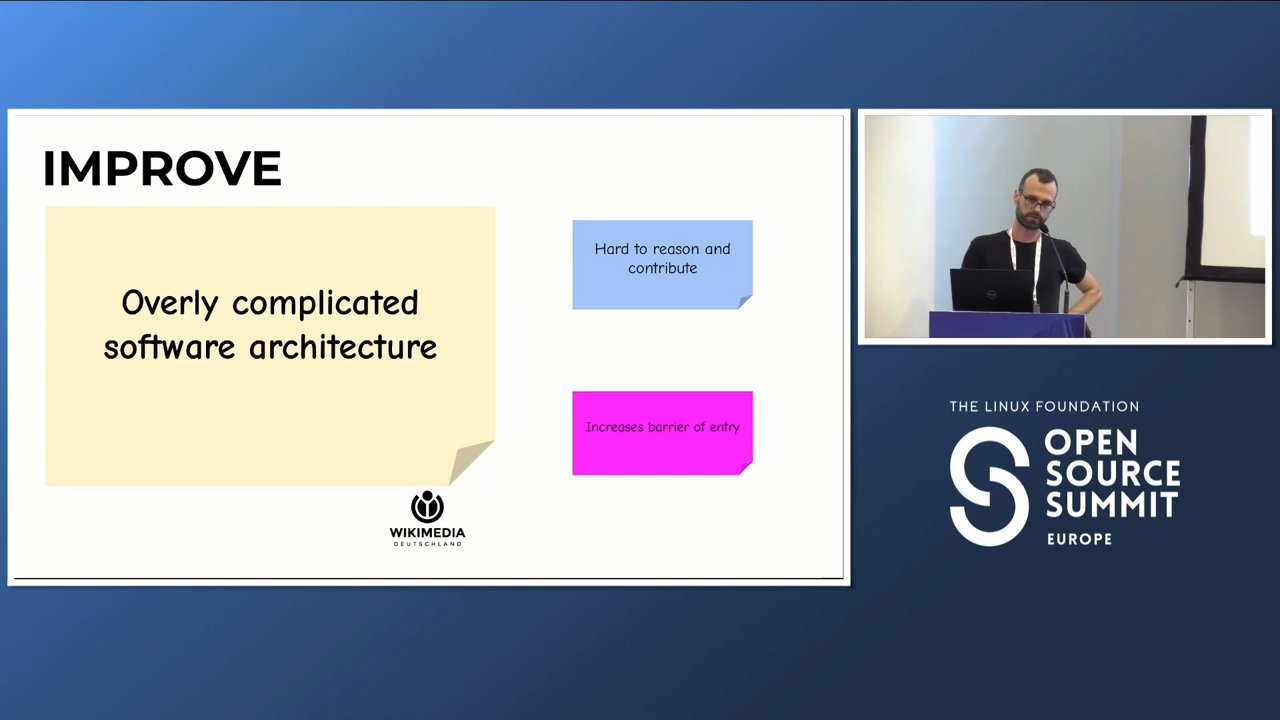 IMPROVE
Overly complicated
software architecture
Hard to reason and
contribute
Increases barrier of entry
WIKIMEDIA
DEUTSCHLAND
THE LINUX FOUNDATION
OPEN
SOURCE
SUMMIT
EUROPE